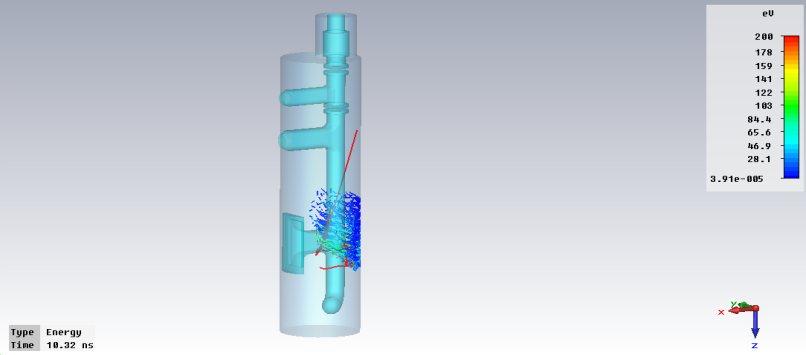 eV
200
178
159
141
122
103
84.4
65.6
46.9
28.1
3.91e-005
x
y
z
Type Energy
Time 10.32 ns